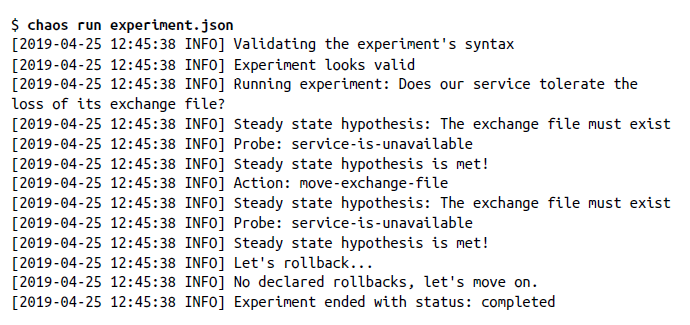 $ chaos run experiment.json
[2019-04-25 12:45:38 INFO] Validating the experiment's syntax
[2019-04-25 12:45:38 INFO] Experiment looks valid
[2019-04-25 12:45:38 INFO] Running experiment: Does our service tolerate the
loss of its exchange file?
[2019-04-25 12:45:38 INFO] Steady state hypothesis: The exchange file must exist
[2019-04-25 12:45:38 INFO] Probe: service-is-unavailable
[2019-04-25 12:45:38 INFO] Steady state hypothesis is met!
[2019-04-25 12:45:38 INFO] Action: move-exchange-file
[2019-04-25 12:45:38 INFO] Steady state hypothesis: The exchange file must exist
[2019-04-25 12:45:38 INFO] Probe: service-is-unavailable
[2019-04-25 12:45:38 INFO] Steady state hypothesis is met!
[2019-04-25 12:45:38 INFO] Let's rollback...
[2019-04-25 12:45:38 INFO] No declared rollbacks, let's move on.
[2019-04-25 12:45:38 INFO] Experiment ended with status: completed